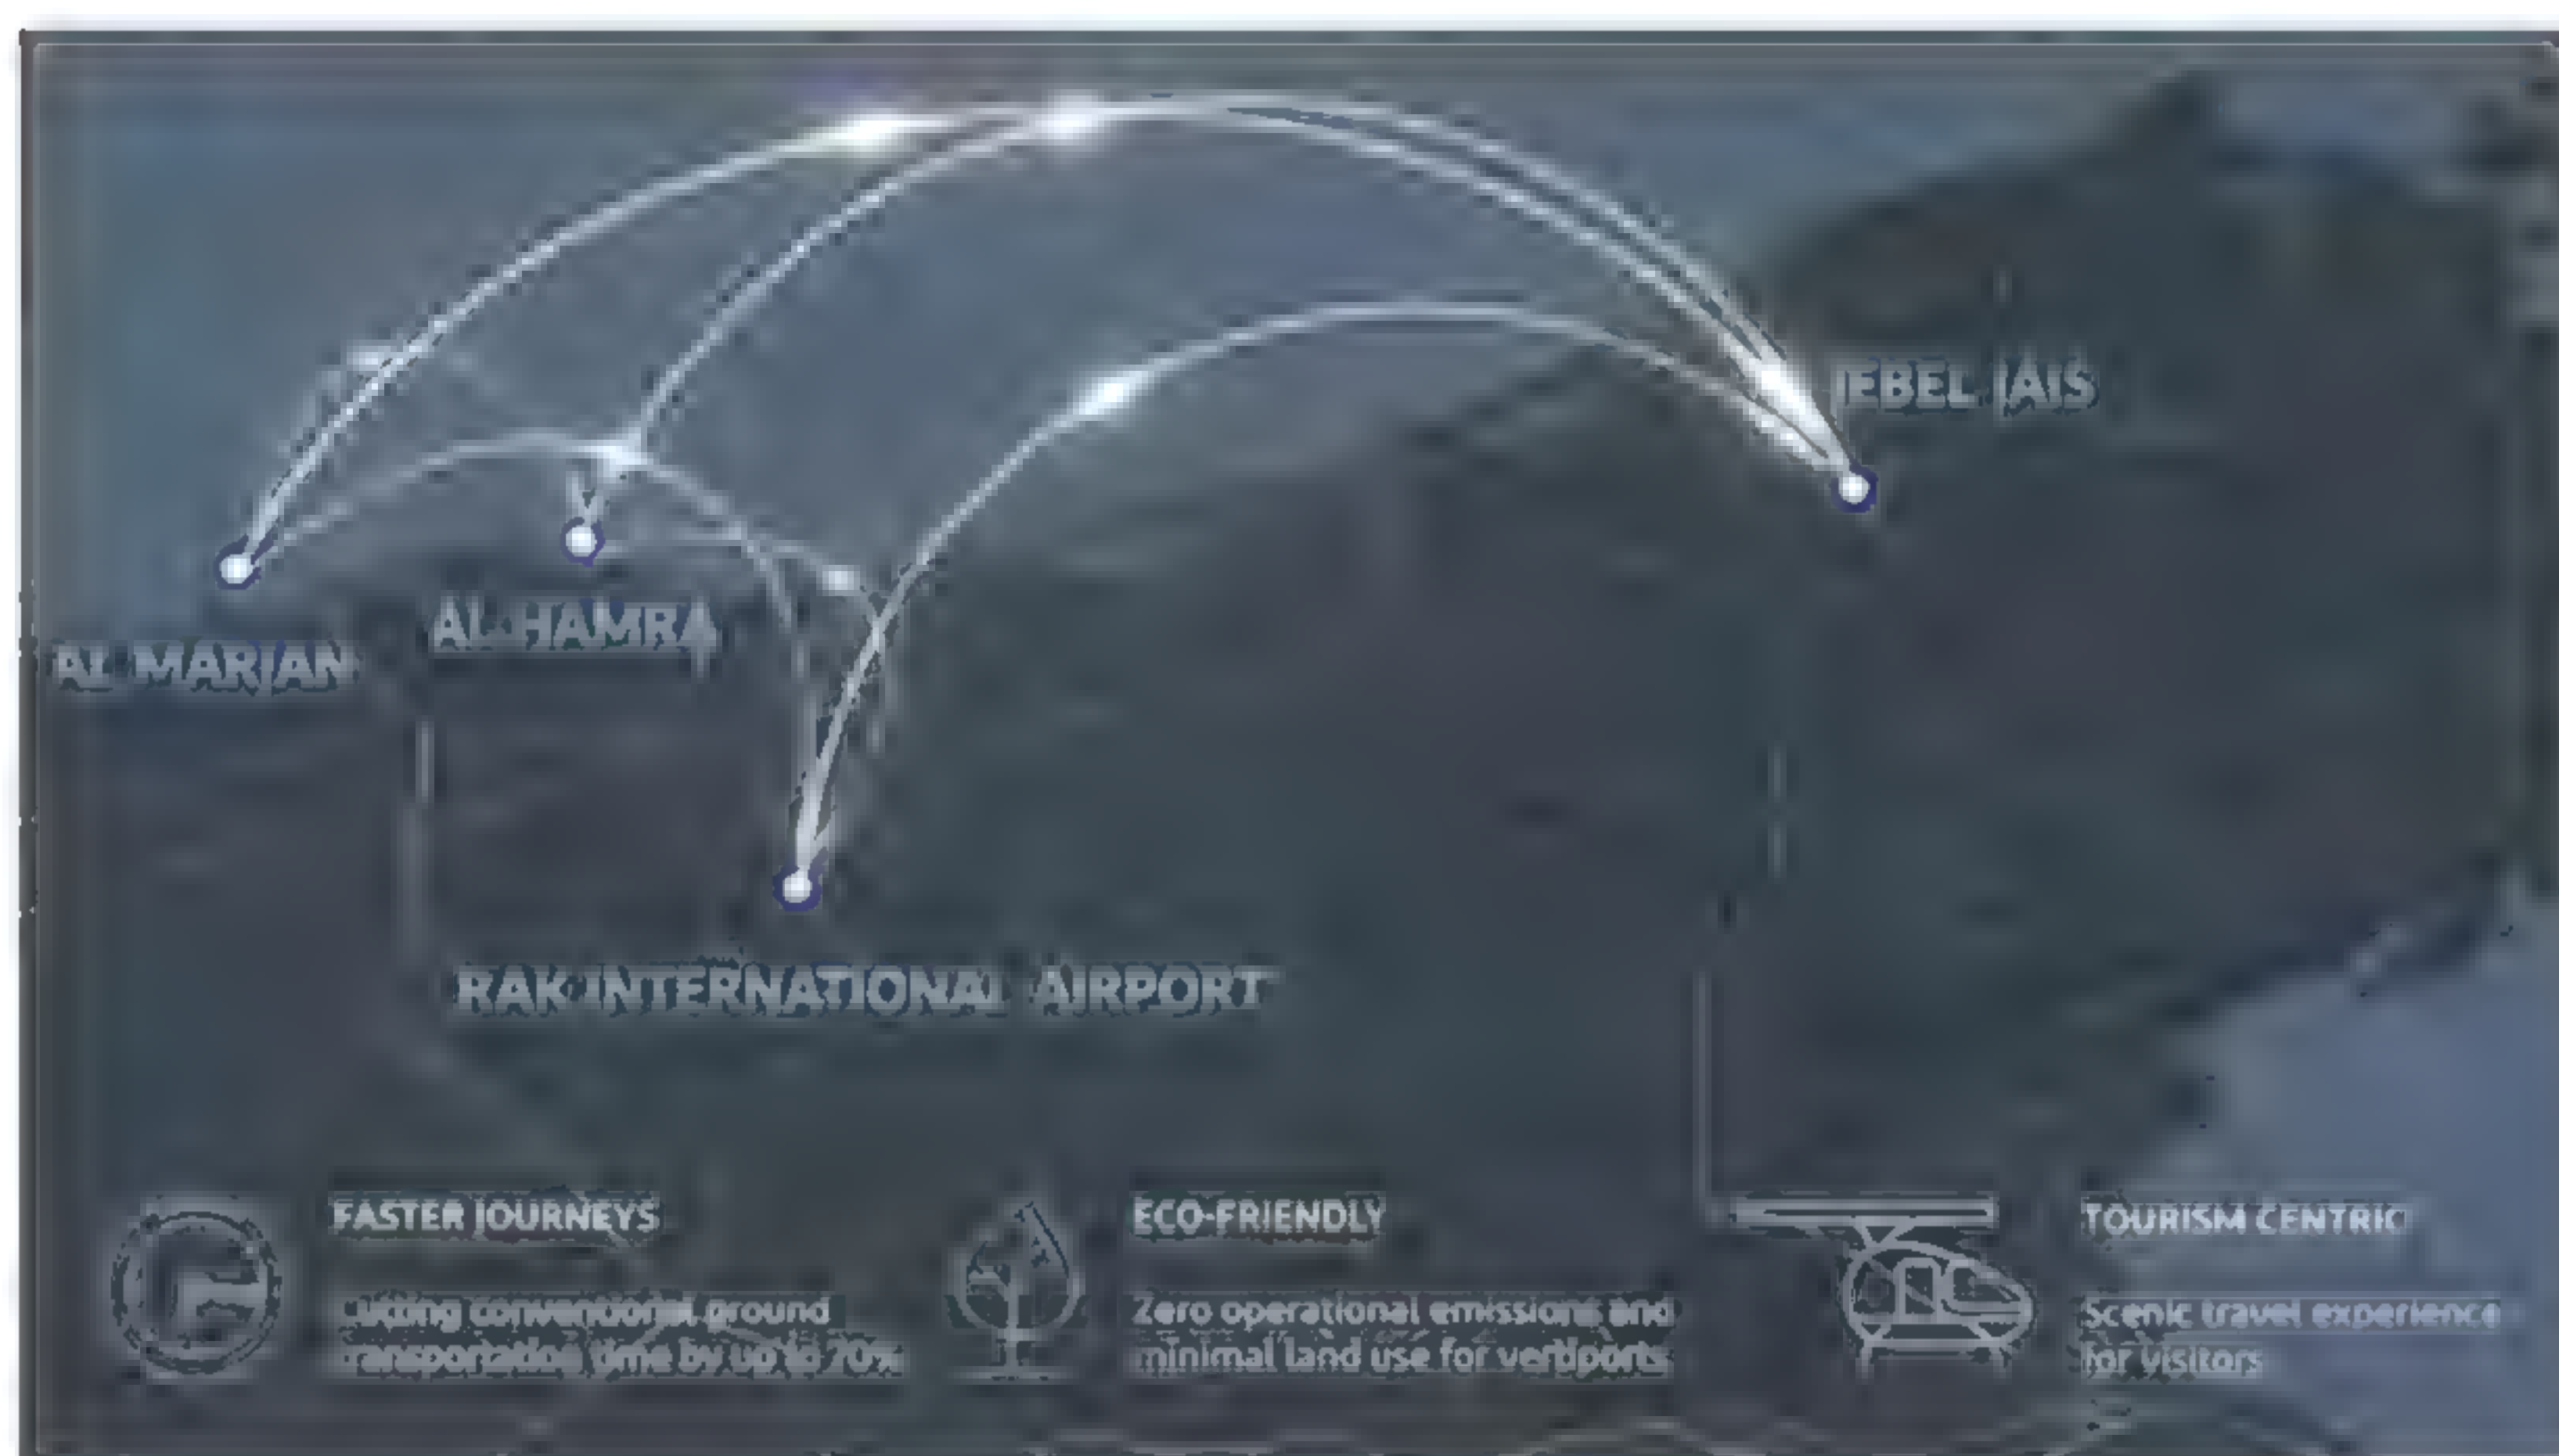 JEBEL JAIS
AL HAMRA
AL MARJAN
RAK INTERNATIONAL AIRPORT
FASTER JOURNEYS
Cutting conventional ground
transportation time by up to 70%
ECO-FRIENDLY
Zero operational emissions and
minimal land use for vertiports
TOURISM CENTRIC
Scenic travel experience
for visitors